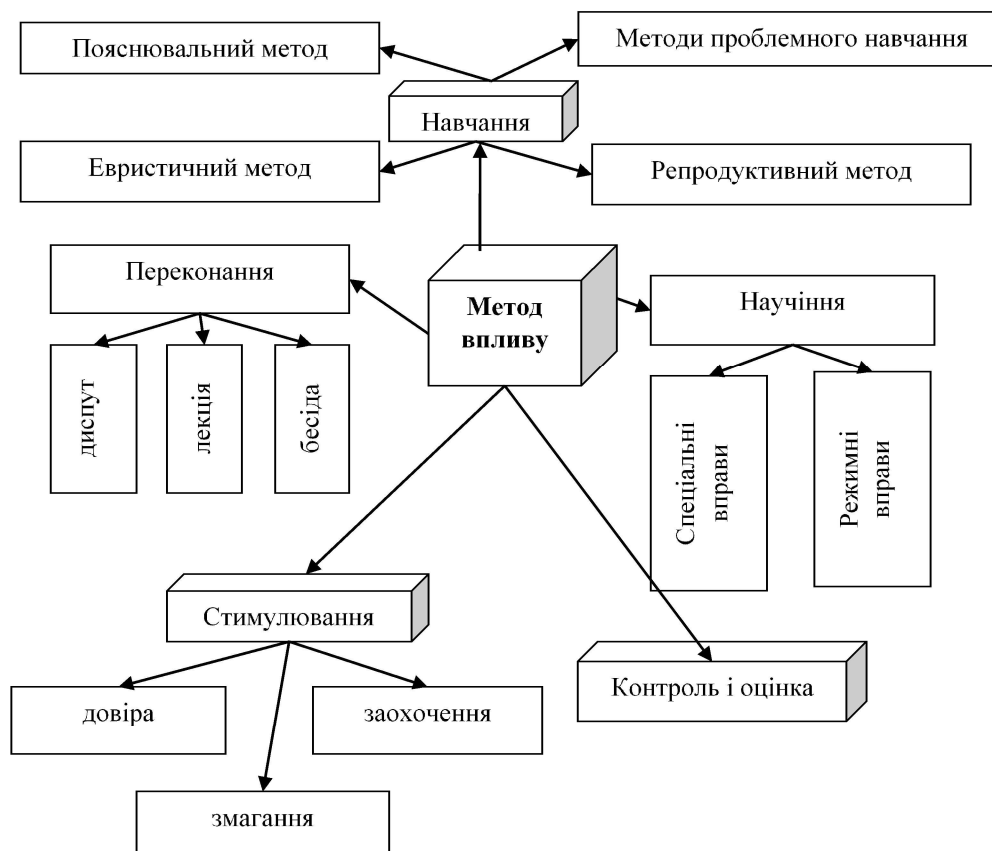 Пояснювальний метод
Методи проблемного навчання
Навчання
Евристичний метод
Репродуктивний метод
Переконання
Метод
впливу
Научіння
диспут
лекція
бесіда
Спеціальні
вправи
Режимні
вправи
Стимулювання
Контроль і оцінка
довіра
заохочення
змагання